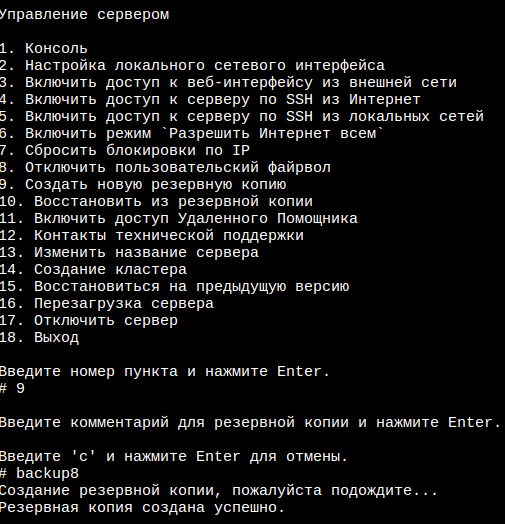 Управление сервером
1. Консоль
2. Настройка локального сетевого интерфейса
3. Включить доступ к веб-интерфейсу из внешней сети
4. Включить доступ к серверу по SSH из Интернет
5. Включить доступ к серверу по SSH из локальных сетей
6. Включить режим `Разрешить Интернет всем`
7. Сбросить блокировки по IP
8. Отключить пользовательский файрвол
9. Создать новую резервную копию
10. Восстановить из резервной копии
11. Включить доступ Удаленного Помощника
12. Контакты технической поддержки
13. Изменить название сервера
14. Создание кластера
15. Восстановиться на предыдущую версию
16. Перезагрузка сервера
17. Отключить сервер
18. Выход
Введите номер пункта и нажмите Enter.
# 9
Введите комментарий для резервной копии и нажмите Enter.
Введите 'c' и нажмите Enter для отмены.
# backup8
Создание резервной копии, пожалуйста подождите...
Резервная копия создана успешно.